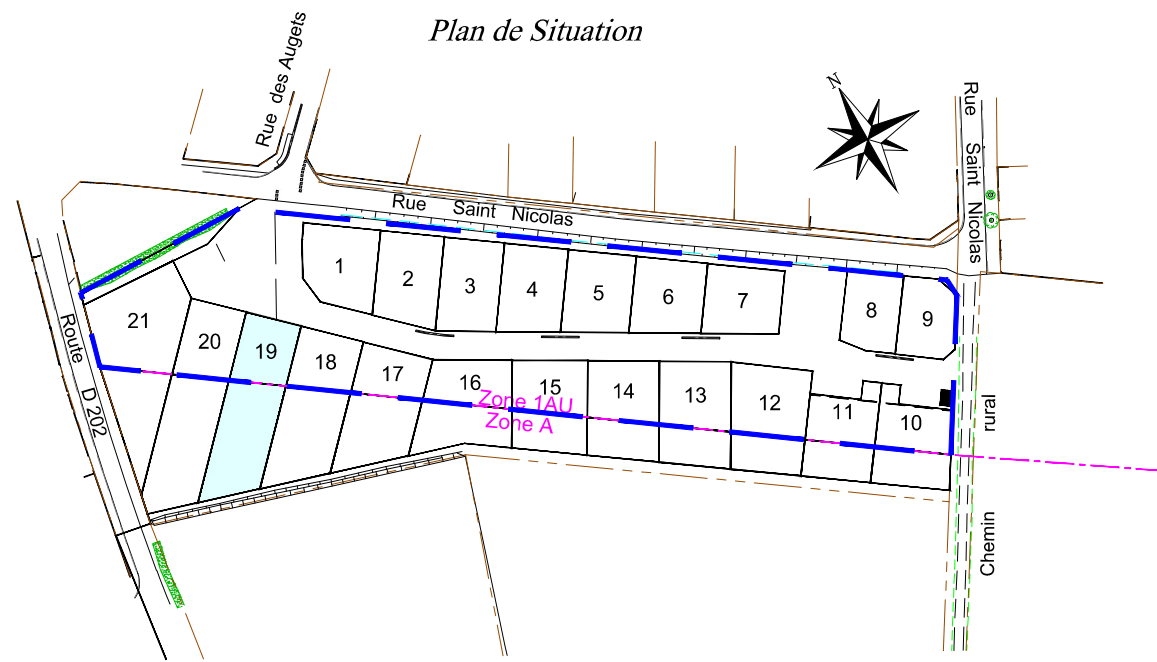 Plan de Situation
Rue des Augets
N
Rue Saint Nicolas
Rue Saint Nicolas
1
2
3
4
5
6
7
8
9
21
20
19
18
17
16
15
14
13
12
11
10
Zone 1AU
Zone A
Route D 202
Chemin rural